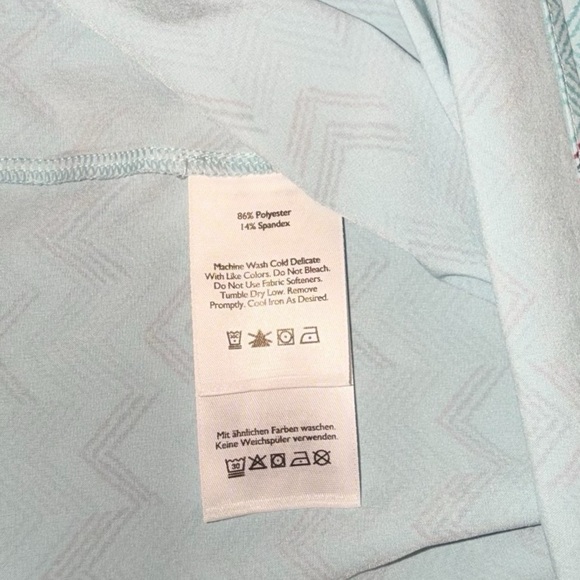 86% Polyester
14% Spandex
Machine Wash Cold Delicate
With Like Colors. Do Not Bleach.
Do Not Use Fabric Softeners.
Tumble Dry Low. Remove
Promptly. Cool Iron As Desired.
Mit ähnlichen Farben waschen.
Keine Weichspüler verwenden.
30